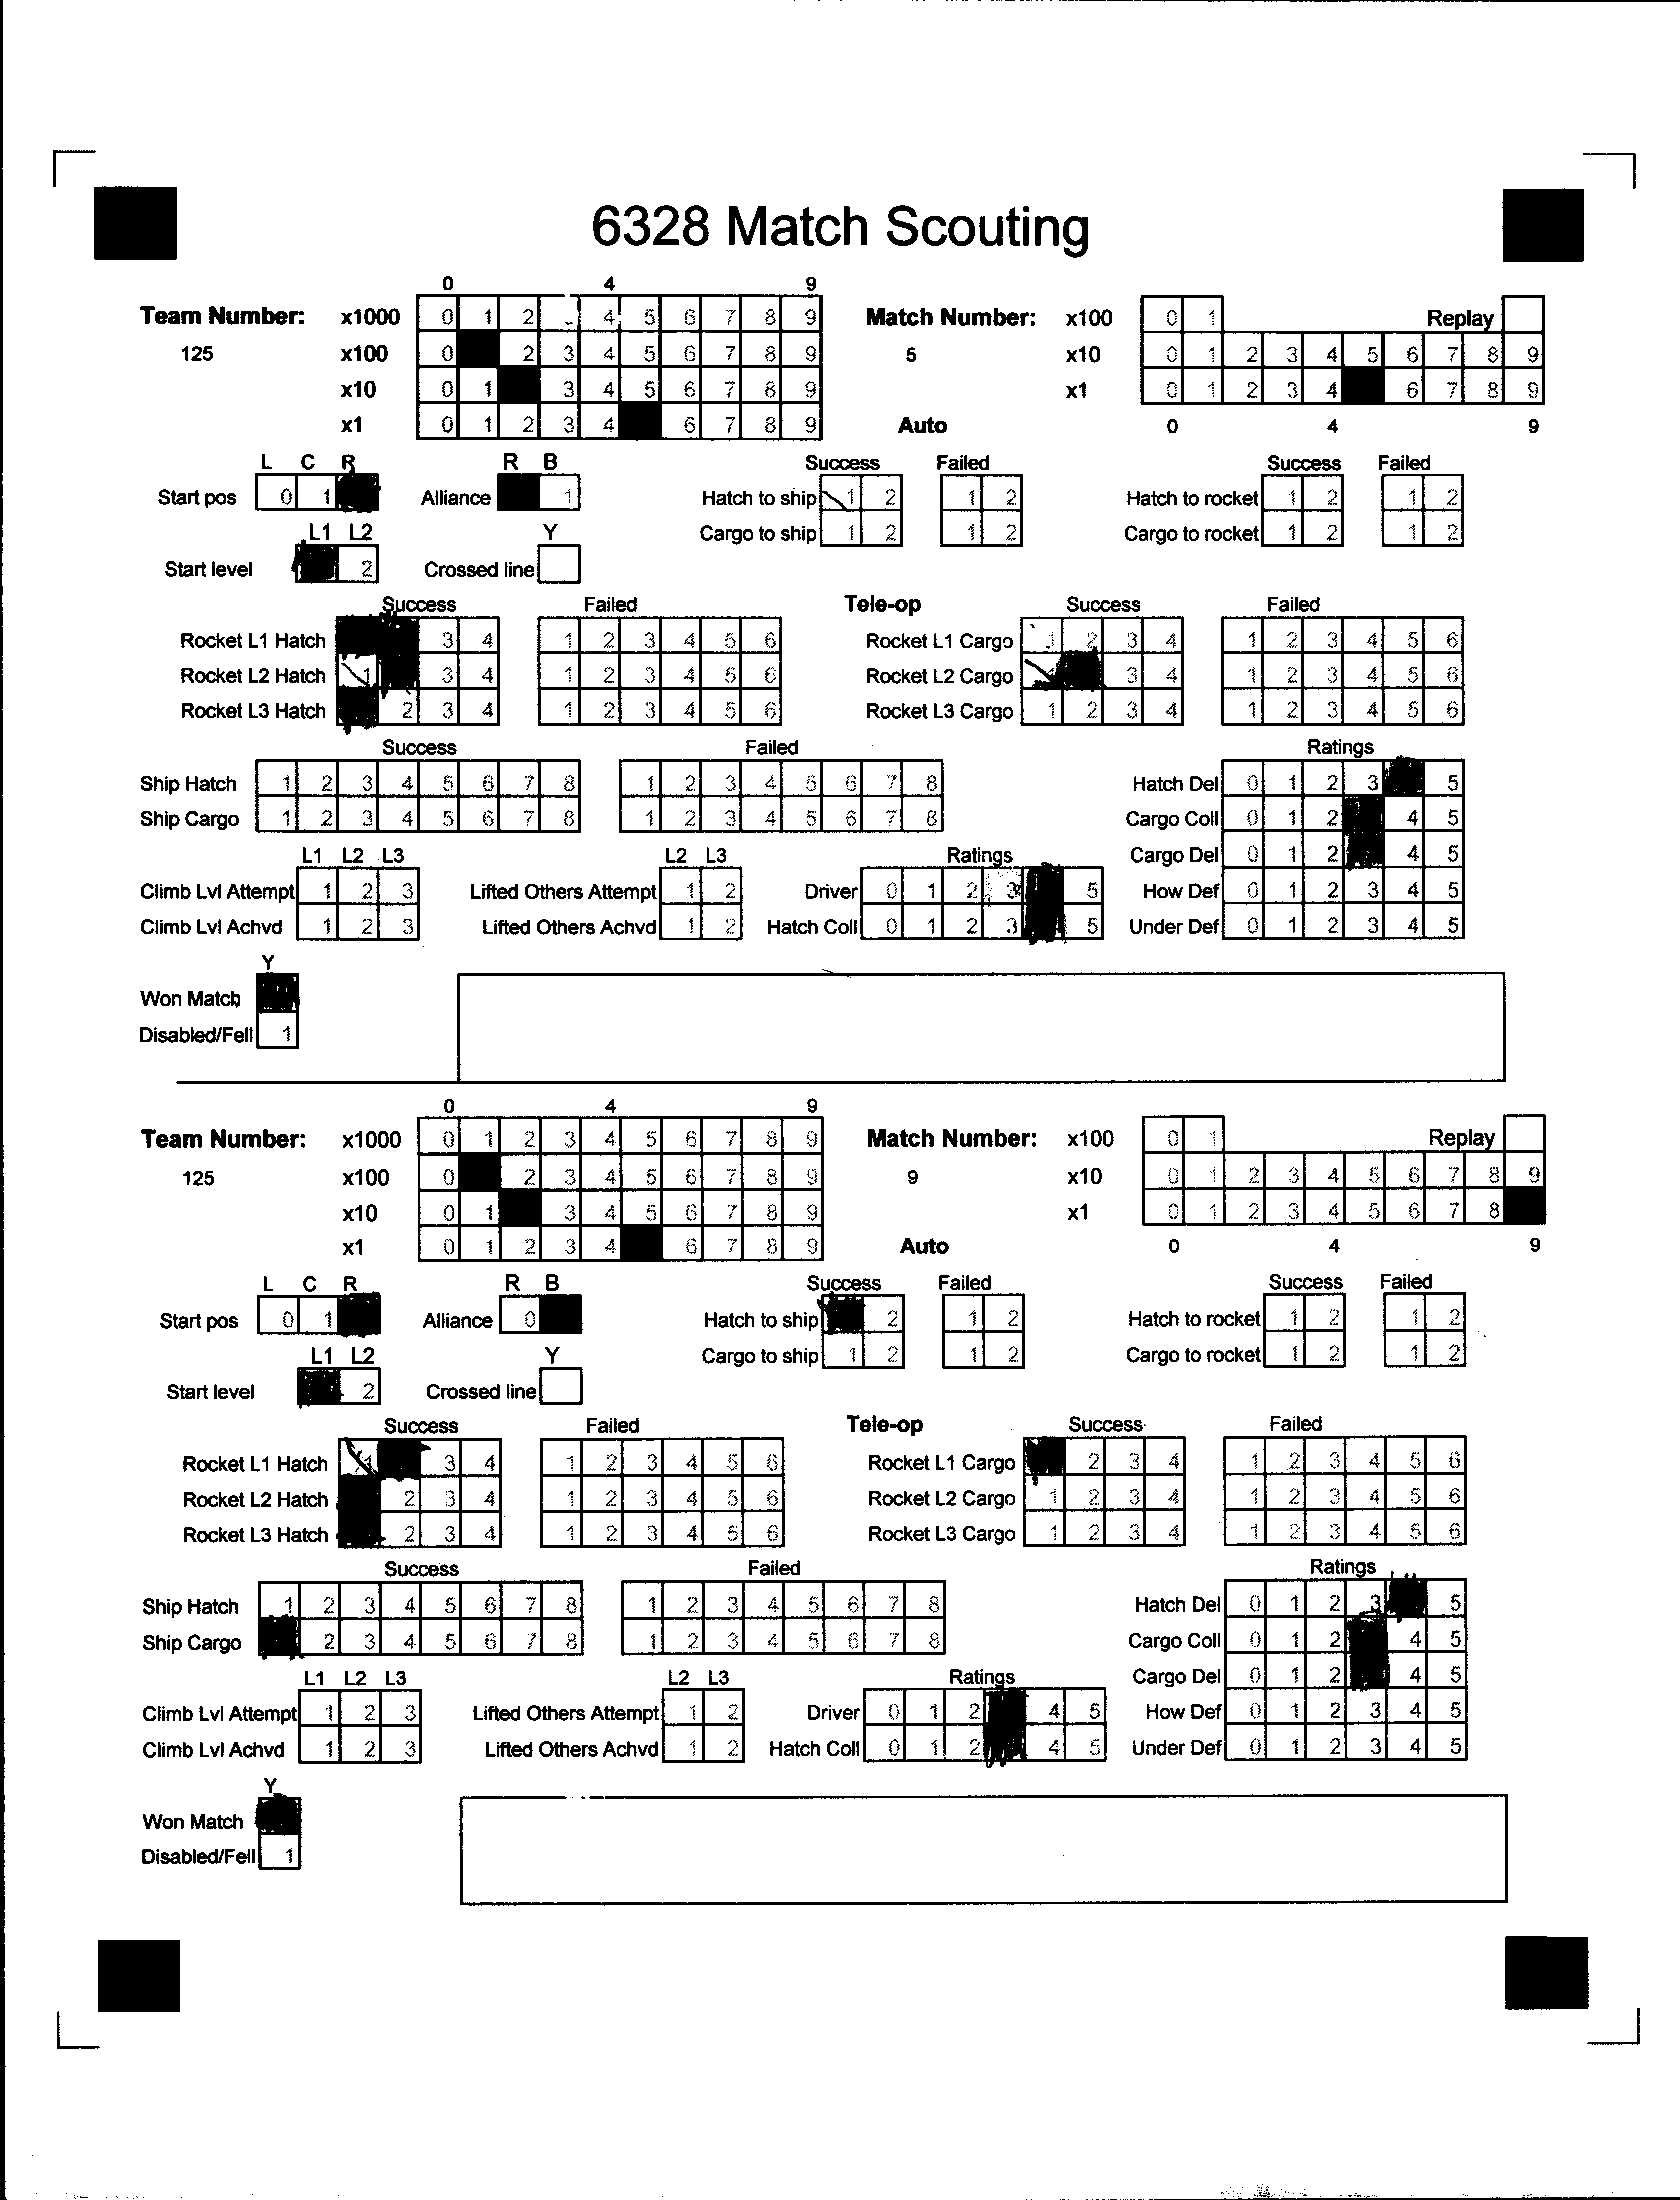 6328 Match Scouting
0 4 9
Team Number: x1000 0 1 2 4 5 6 7 8 9 Match Number: x100 0 1 Replay
125 x100 0 2 3 4 5 6 7 8 9 5 x10 0 1 2 3 4 5 6 7 8 9
x10 0 1 3 4 5 6 7 8 9 x1 0 1 2 3 4 6 7 8 9
x1 0 1 2 3 4 6 7 8 9 Auto 0 4 9
L C R R B Success Failed Success Failed
Start pos 0 1 Alliance 1 Hatch to ship 1 2 1 2 Hatch to rocket 1 2 1 2
L1 L2 Y Cargo to ship 1 2 1 2 Cargo to rocket 1 2 1 2
Start level 2 Crossed line
Success Failed Tele-op Success Failed
Rocket L1 Hatch 3 4 1 2 3 4 5 6 Rocket L1 Cargo 1 2 3 4 1 2 3 4 5 6
Rocket L2 Hatch 1 3 4 1 2 3 4 5 6 Rocket L2 Cargo 3 4 1 2 3 4 5 6
Rocket L3 Hatch 2 3 4 1 2 3 4 5 6 Rocket L3 Cargo 1 2 3 4 1 2 3 4 5 6
Success Failed Ratings
Ship Hatch 1 2 3 4 5 6 7 8 1 2 3 4 5 6 7 8 Hatch Del 0 1 2 3 5
Ship Cargo 1 2 3 4 5 6 7 8 1 2 3 4 5 6 7 8 Cargo Coll 0 1 2 4 5
L1 L2 L3 L2 L3 Ratings Cargo Del 0 1 2 4 5
Climb Lvl Attempt 1 2 3 Lifted Others Attempt 1 2 Driver 0 1 2 3 5 How Def 0 1 2 3 4 5
Climb Lvl Achvd 1 2 3 Lifted Others Achvd 1 2 Hatch Coll 0 1 2 3 5 Under Def 0 1 2 3 4 5
Y
Won Match
Disabled/Fell 1
0 4 9
Team Number: x1000 0 1 2 3 4 5 6 7 8 9 Match Number: x100 0 1 Replay
125 x100 0 2 3 4 5 6 7 8 9 9 x10 0 1 2 3 4 5 6 7 8 9
x10 0 1 3 4 5 6 7 8 9 x1 0 1 2 3 4 5 6 7 8
x1 0 1 2 3 4 6 7 8 9 Auto 0 4 9
L C R R B Success Failed Success Failed
Start pos 0 1 Alliance 0 Hatch to ship 2 1 2 Hatch to rocket 1 2 1 2
L1 L2 Y Cargo to ship 1 2 1 2 Cargo to rocket 1 2 1 2
Start level 2 Crossed line
Success Failed Tele-op Success Failed
Rocket L1 Hatch 1 3 4 1 2 3 4 5 6 Rocket L1 Cargo 2 3 4 1 2 3 4 5 6
Rocket L2 Hatch 2 3 4 1 2 3 4 5 6 Rocket L2 Cargo 1 2 3 4 1 2 3 4 5 6
Rocket L3 Hatch 2 3 4 1 2 3 4 5 6 Rocket L3 Cargo 1 2 3 4 1 2 3 4 5 6
Success Failed Ratings
Ship Hatch 1 2 3 4 5 6 7 8 1 2 3 4 5 6 7 8 Hatch Del 0 1 2 3 5
Ship Cargo 2 3 4 5 6 7 8 1 2 3 4 5 6 7 8 Cargo Coll 0 1 2 4 5
L1 L2 L3 L2 L3 Ratings Cargo Del 0 1 2 4 5
Climb Lvl Attempt 1 2 3 Lifted Others Attempt 1 2 Driver 0 1 2 4 5 How Def 0 1 2 3 4 5
Climb Lvl Achvd 1 2 3 Lifted Others Achvd 1 2 Hatch Coll 0 1 2 4 5 Under Def 0 1 2 3 4 5
Y
Won Match
Disabled/Fell 1